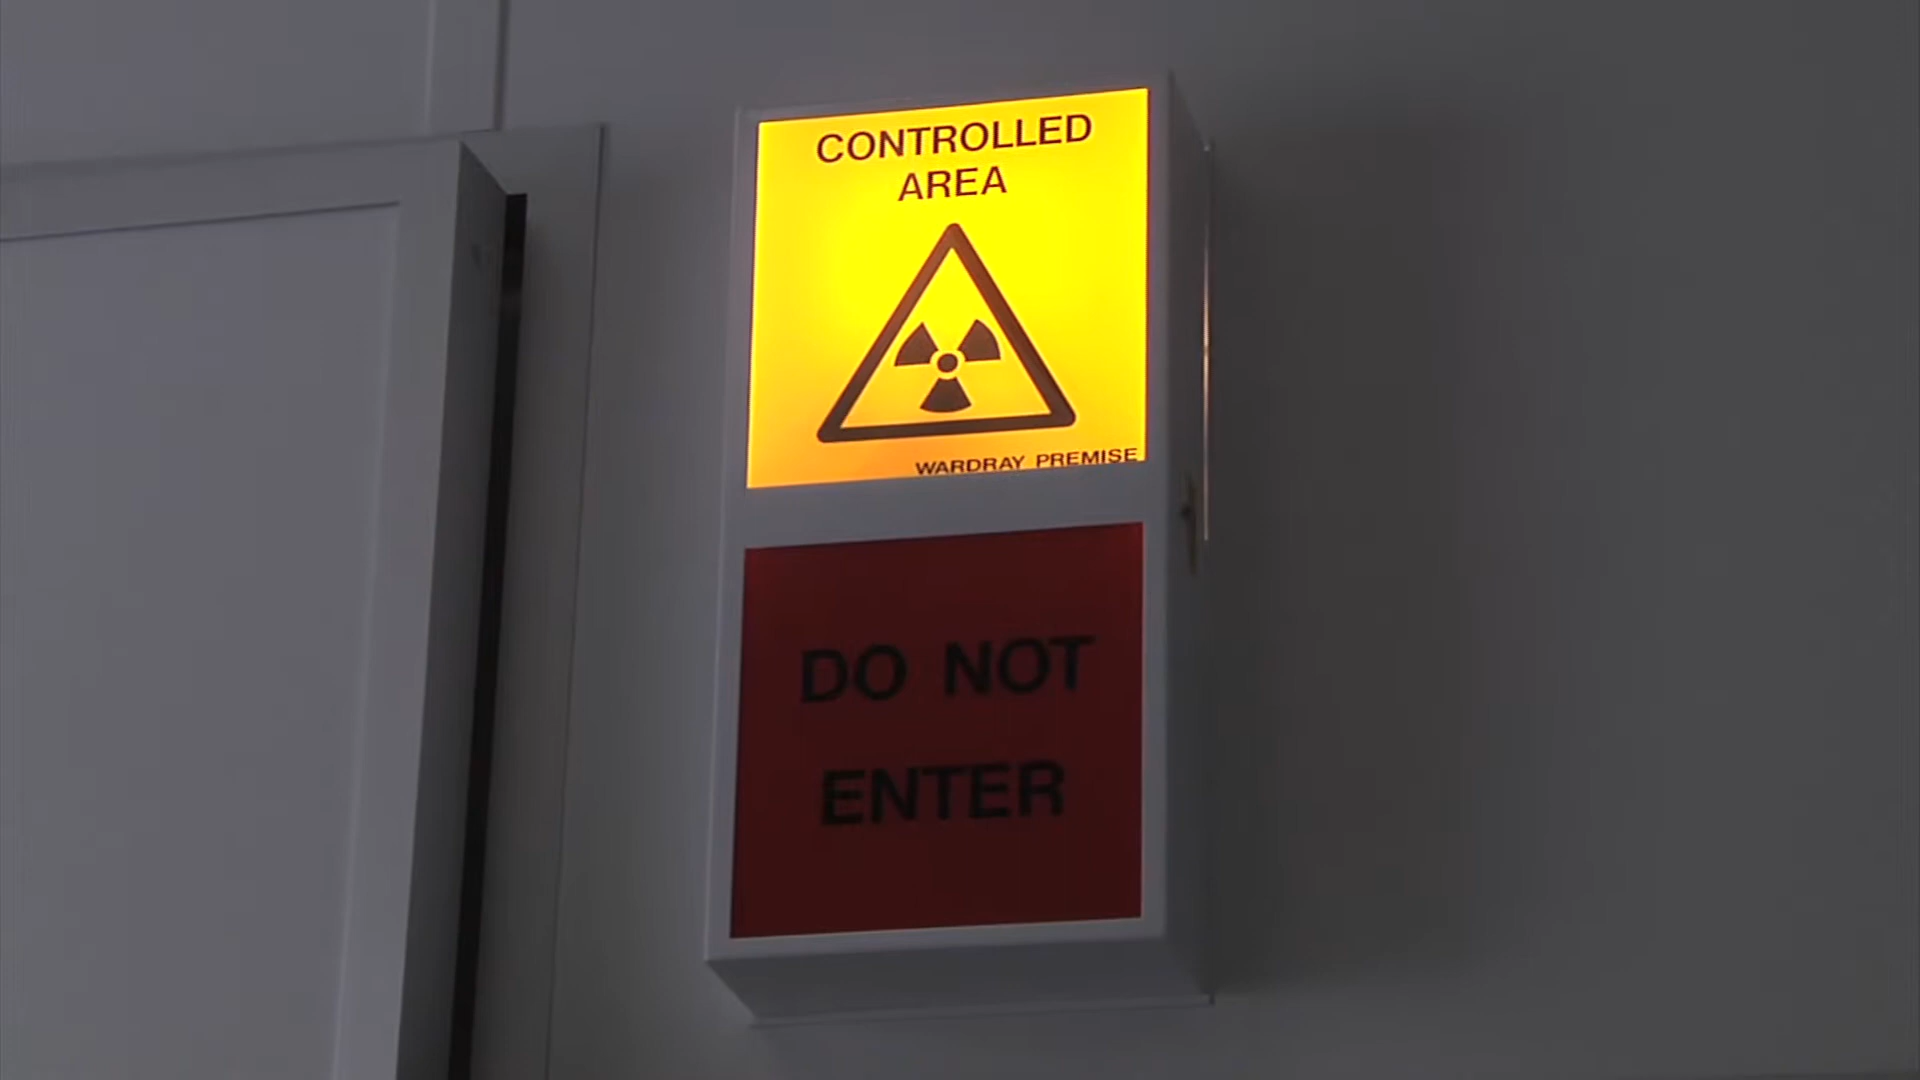 CONTROLLED
AREA
WARDRAY PREMISE
DO NOT
ENTER